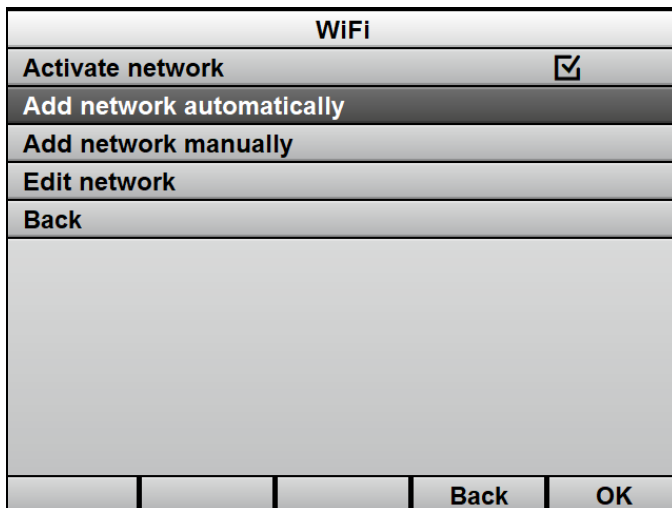 WiFi
Activate network
Add network automatically
Add network manually
Edit network
Back
Back OK